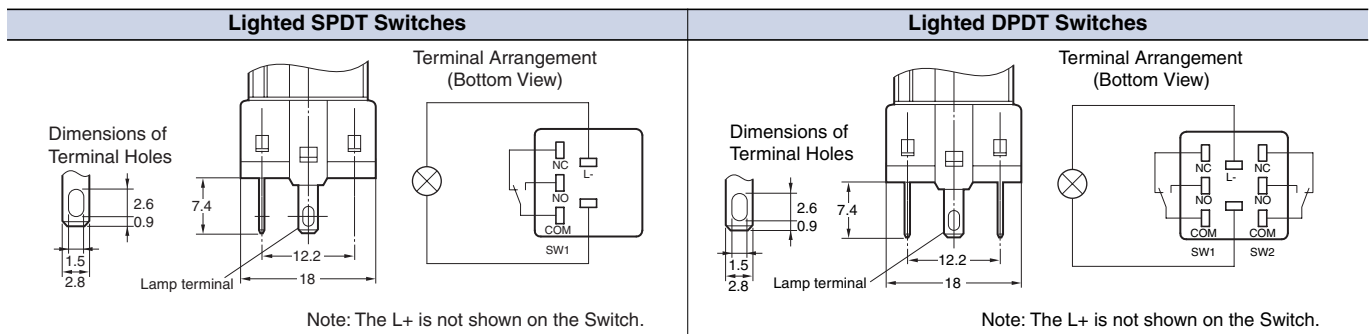 Lighted SPDT Switches
Terminal Arrangement
(Bottom View)
Dimensions of
Terminal Holes
2.6
0.9
1.5
2.8
7.4
12.2
18
Lamp terminal
NC
L-
NO
COM
SW1
Note: The L+ is not shown on the Switch.
Lighted DPDT Switches
Terminal Arrangement
(Bottom View)
Dimensions of
Terminal Holes
2.6
0.9
1.5
2.8
7.4
12.2
18
Lamp terminal
NC
L-
NC
NO
NO
COM
COM
SW1
SW2
Note: The L+ is not shown on the Switch.